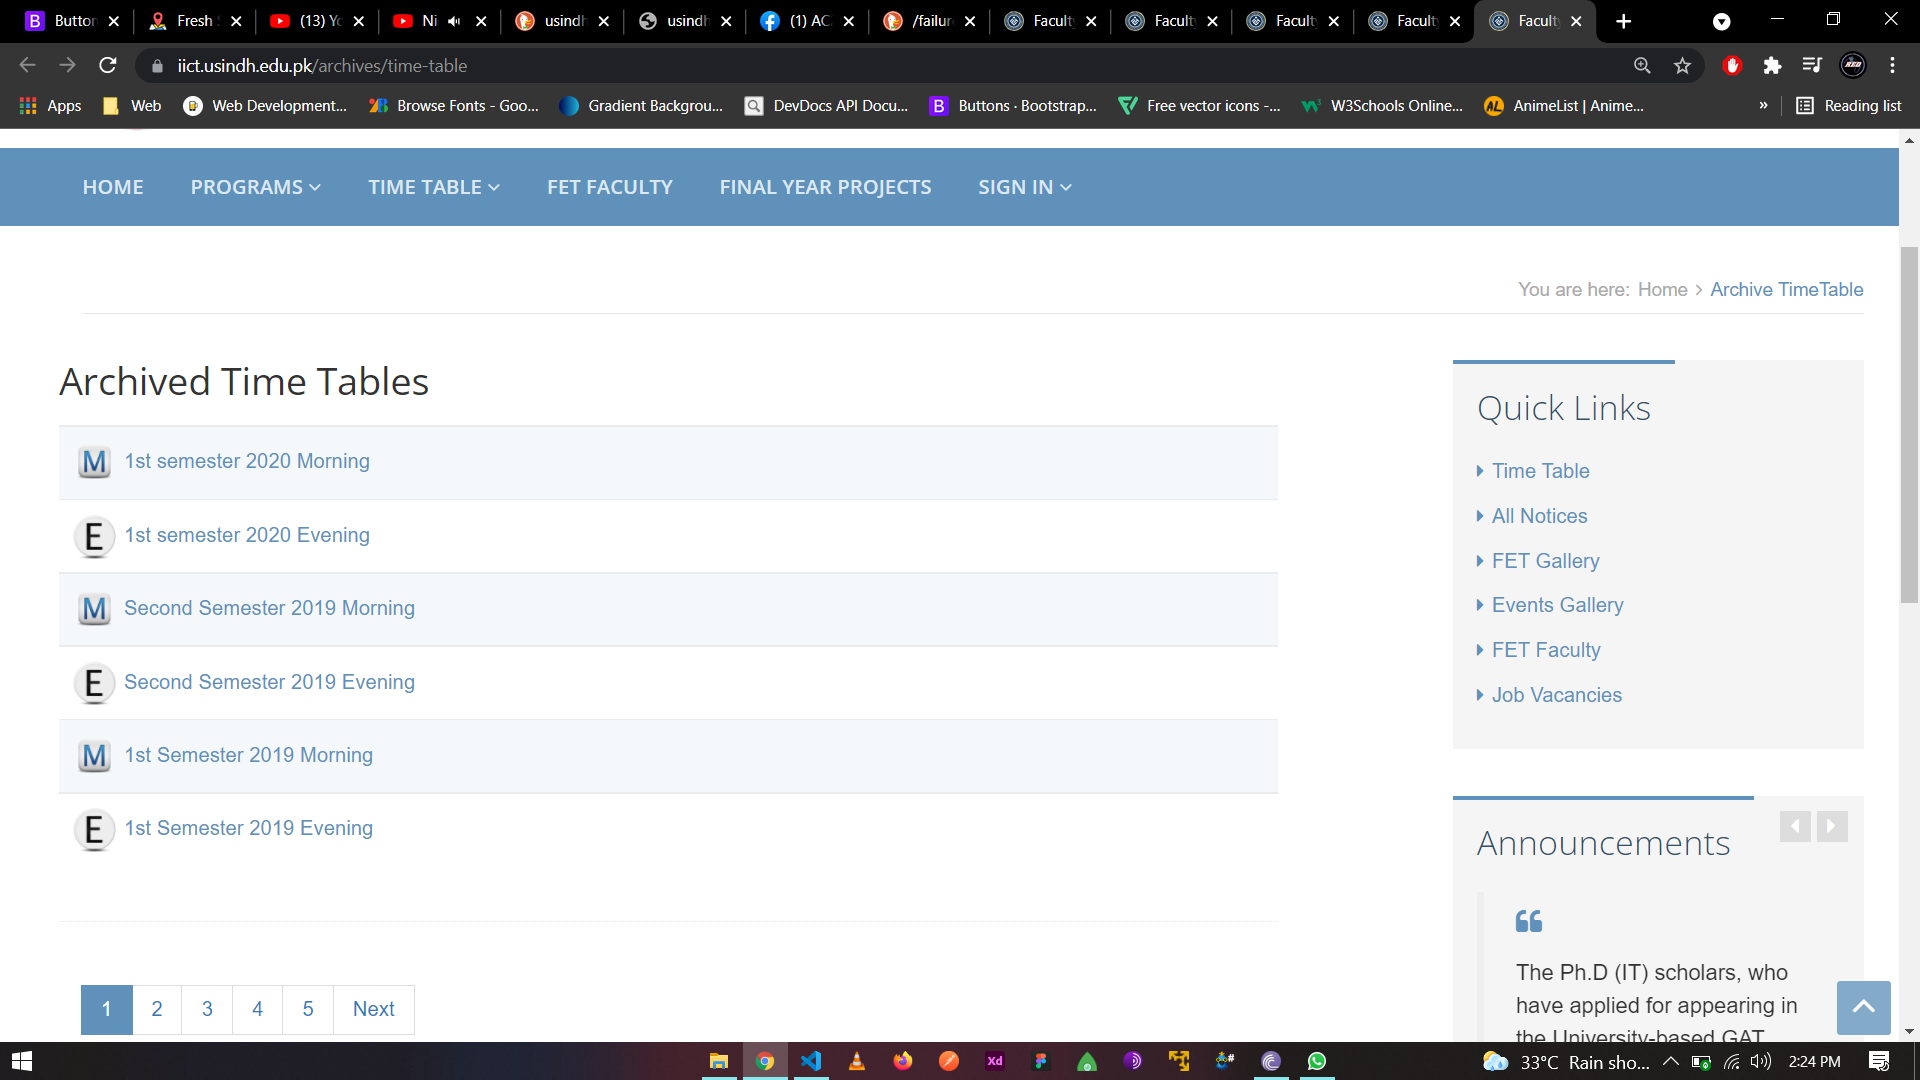 Button
Fresh
(13) Yo
Ni
usindh
usindh
(1) AC
/failure
Faculty
Faculty
Faculty
Faculty
Faculty
iict.usindh.edu.pk/archives/time-table
Apps
Web
Web Development...
Browse Fonts - Goo...
Gradient Backgrou...
DevDocs API Docu...
Buttons · Bootstrap...
Free vector icons -...
W3Schools Online...
AnimeList | Anime...
»
Reading list
HOME
PROGRAMS
TIME TABLE
FET FACULTY
FINAL YEAR PROJECTS
SIGN IN
You are here: Home > Archive TimeTable
Archived Time Tables
M 1st semester 2020 Morning
E 1st semester 2020 Evening
M Second Semester 2019 Morning
E Second Semester 2019 Evening
M 1st Semester 2019 Morning
E 1st Semester 2019 Evening
1 2 3 4 5 Next
Quick Links
Time Table
All Notices
FET Gallery
Events Gallery
FET Faculty
Job Vacancies
Announcements
The Ph.D (IT) scholars, who
have applied for appearing in
the University-based GAT
33°C Rain sho...
2:24 PM